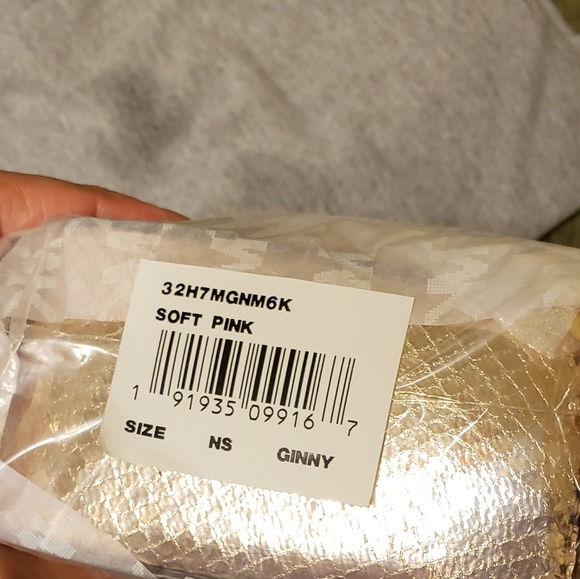 32H7MGNM6K
SOFT PINK
1 91935 09916 7
SIZE NS GINNY